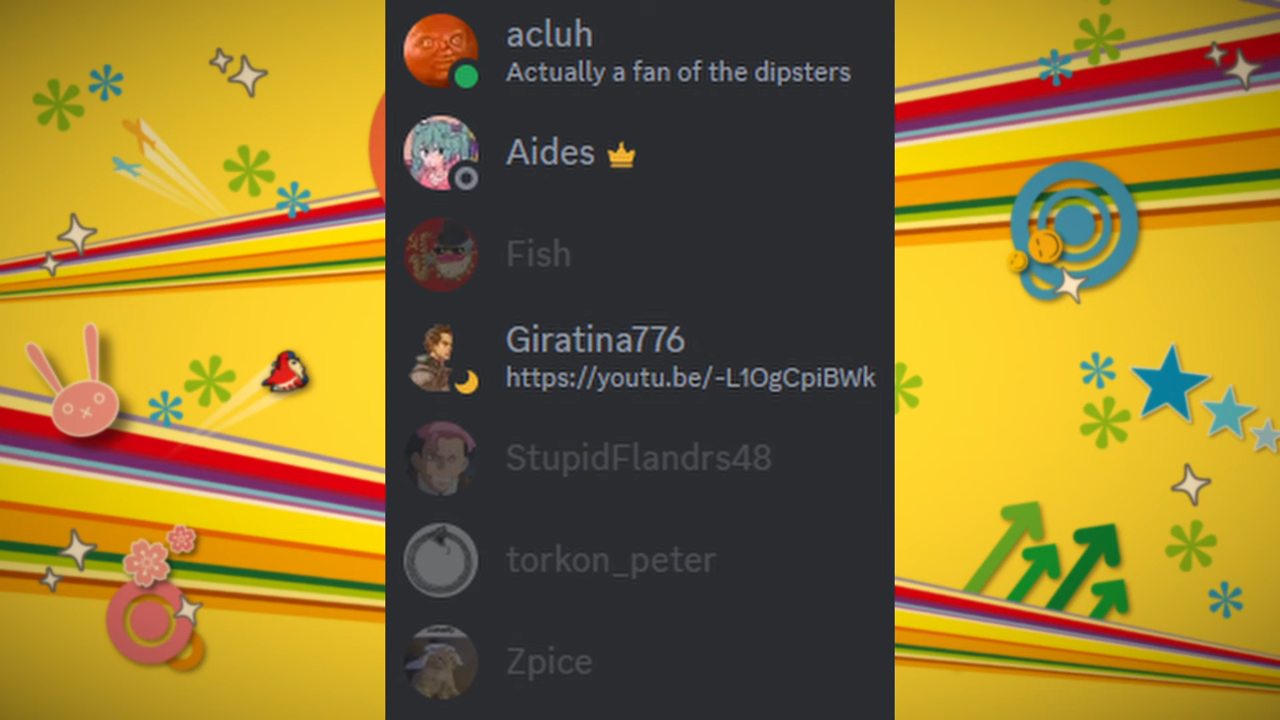 acluh
Actually a fan of the dipsters
Aides
Fish
Giratina776
https://youtu.be/-L1OgCpiBWk
StupidFlandrs48
torkon_peter
Zpice